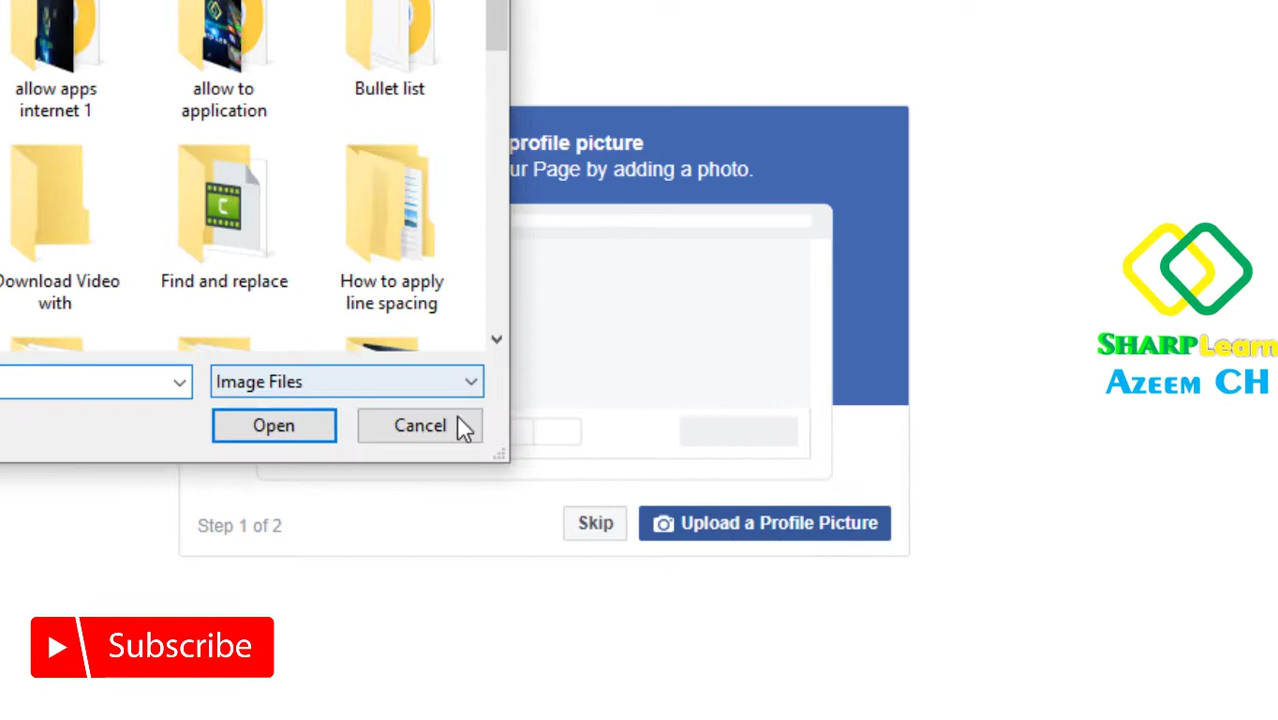 allow apps
internet 1
allow to
application
Bullet list
Download Video
with
Find and replace
How to apply
line spacing
Image Files
Open
Cancel
profile picture
ur Page by adding a photo.
Step 1 of 2
Skip
Upload a Profile Picture
SHARPLearn
AZEEM CH
Subscribe